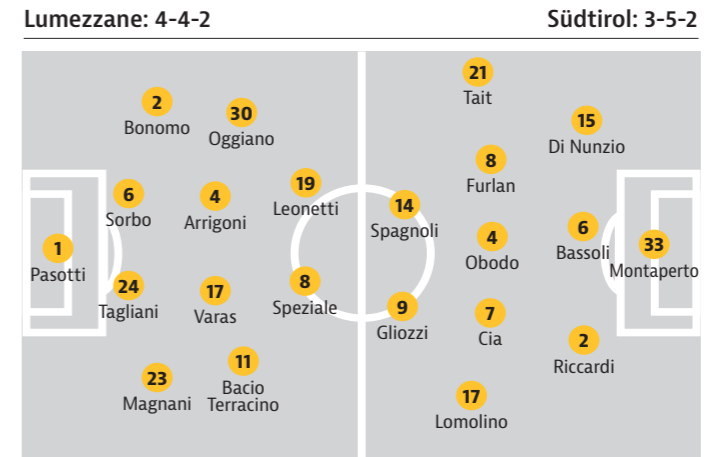 Lumezzane: 4-4-2
Südtirol: 3-5-2
1
Pasotti
2
Bonomo
6
Sorbo
24
Tagliani
23
Magnani
30
Oggiano
4
Arrigoni
17
Varas
11
Bacio
Terracino
19
Leonetti
8
Speziale
14
Spagnoli
9
Gliozzi
21
Tait
8
Furlan
4
Obodo
7
Cia
17
Lomolino
15
Di Nunzio
6
Bassoli
2
Riccardi
33
Montaperto